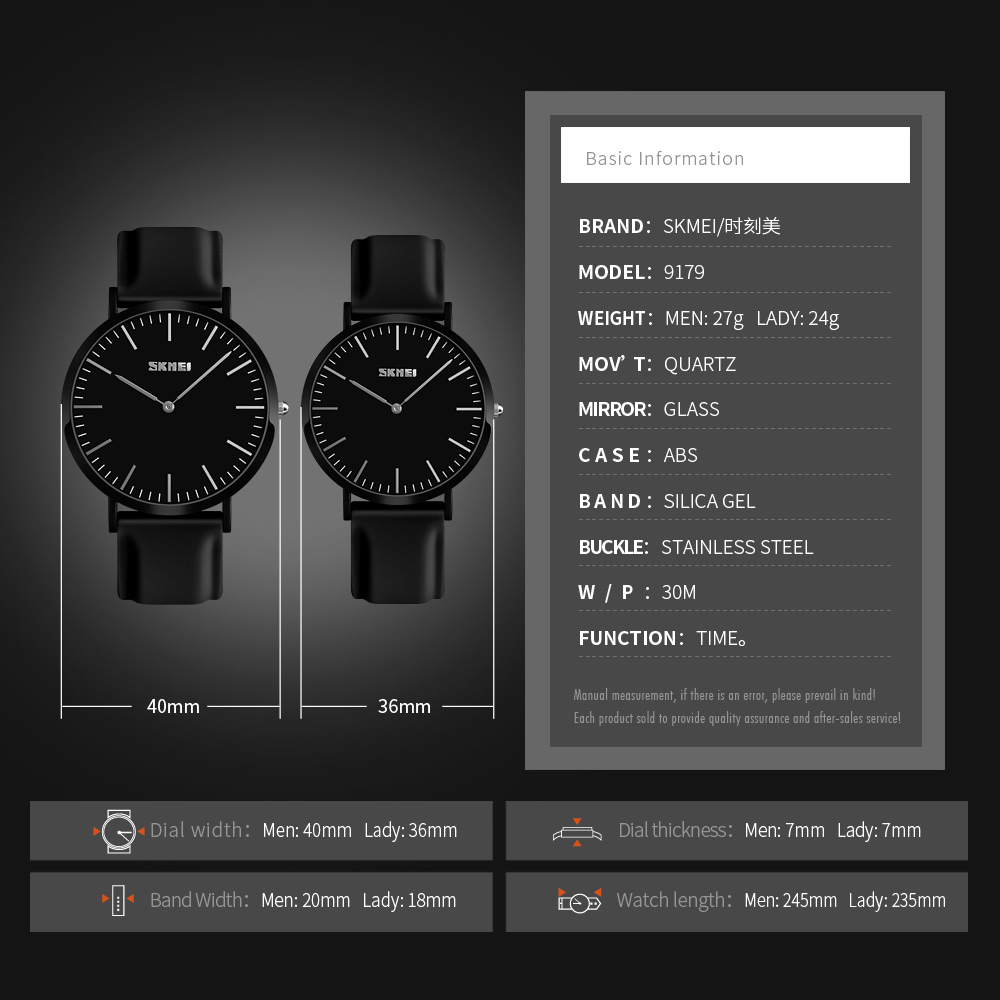 Basic Information
BRAND： SKMEI/时刻美
MODEL： 9179
WEIGHT： MEN: 27g LADY: 24g
MOV’ T： QUARTZ
MIRROR： GLASS
CASE： ABS
BAND： SILICA GEL
BUCKLE： STAINLESS STEEL
W / P ： 30M
FUNCTION： TIME。
Manual measurement, if there is an error, please prevail in kind!
Each product sold to provide quality assurance and after-sales service!
SKMEI
SKMEI
40mm
36mm
Dial width： Men: 40mm Lady: 36mm
Dial thickness： Men: 7mm Lady: 7mm
Band Width： Men: 20mm Lady: 18mm
Watch length： Men: 245mm Lady: 235mm